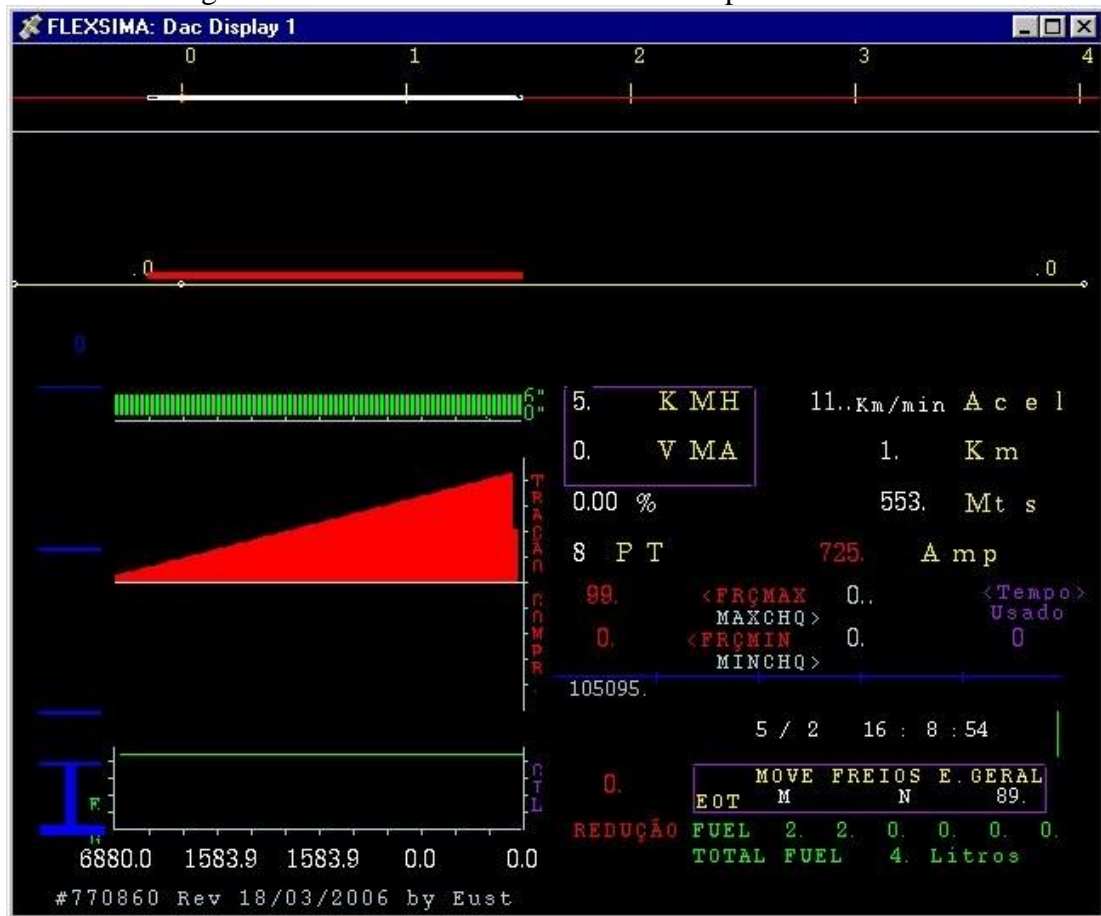 FLEXSIMA: Dac Display 1
0 1 2 3 4
.0 .0
0
6"
0"
5. KMH 11..Km/min Acel
0. VMA 1. Km
0.00 % 553. Mts
8 PT 725. Amp
TRAÇÃO COMPR.
99. <FRÇMAX 0.. <Tempo>
MAXCHQ> Usado
0. <FRÇMIN 0. 0
MINCHQ>
105095.
5 / 2 16 : 8 :54
CTL
0. MOVE FREIOS E.GERAL
EOT M N 89.
REDUÇÃO FUEL 2. 2. 0. 0. 0. 0.
6880.0 1583.9 1583.9 0.0 0.0 TOTAL FUEL 4. Litros
#770860 Rev 18/03/2006 by Eust